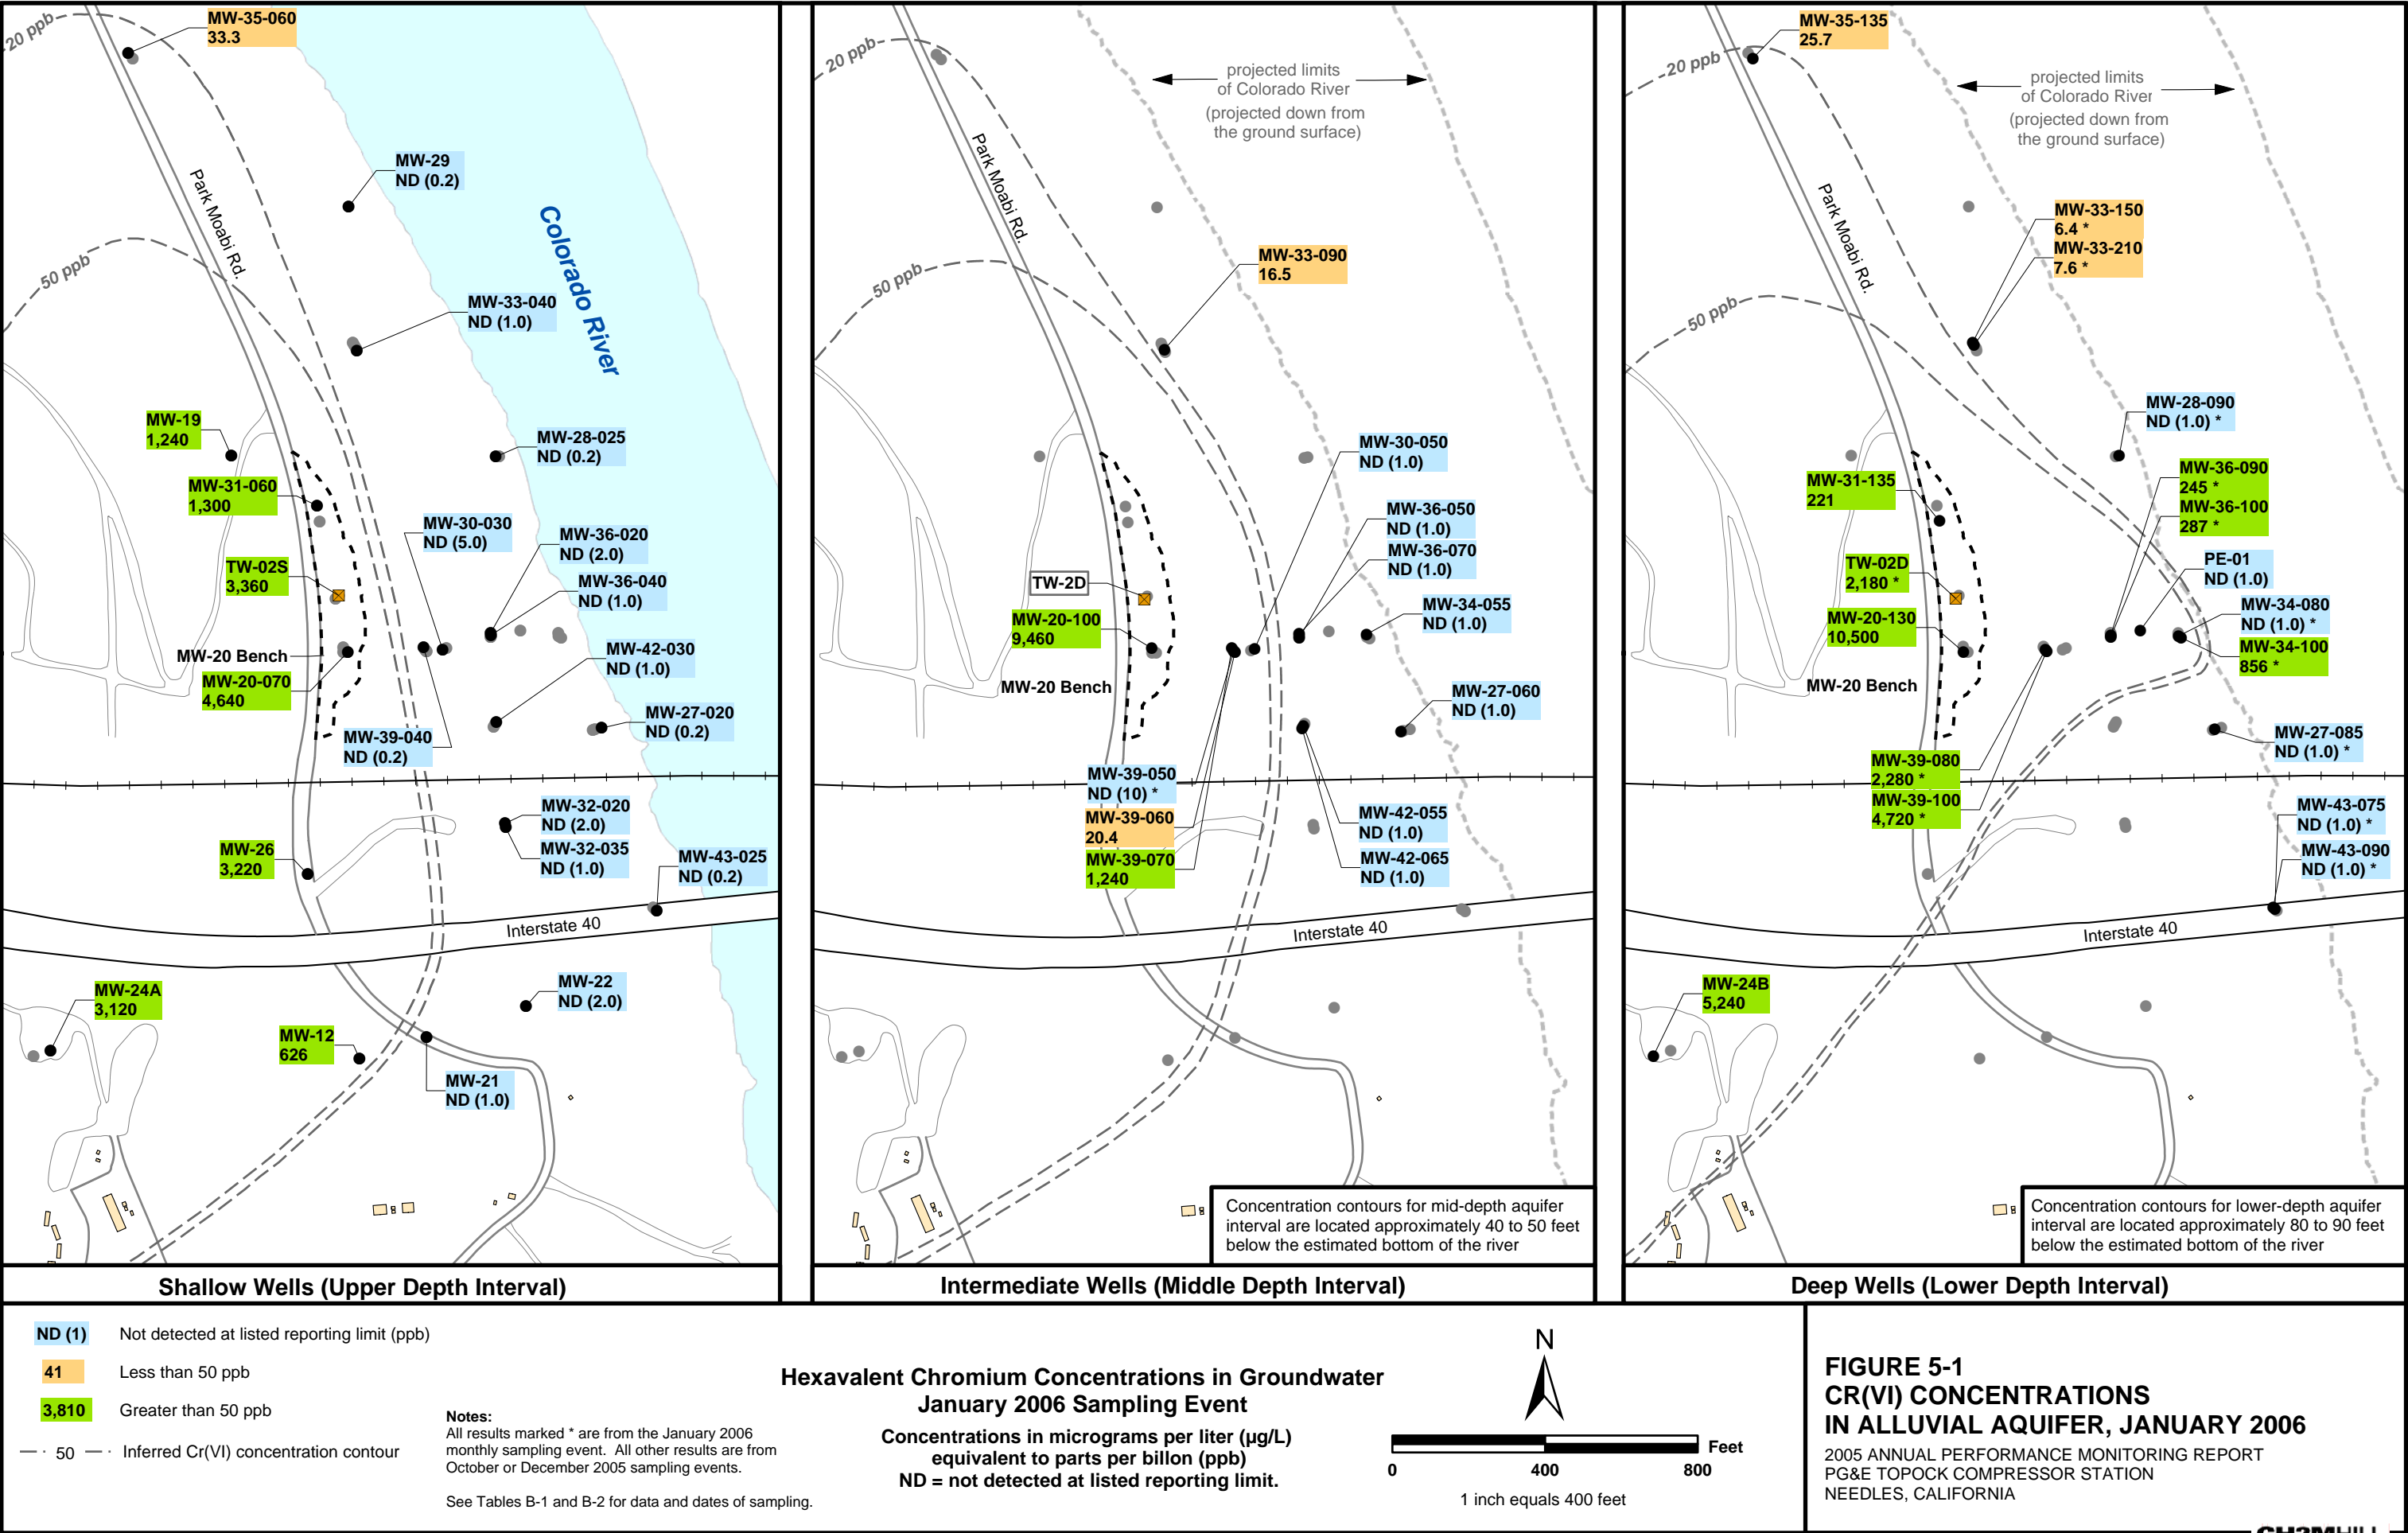 20 ppb
MW-35-060
33.3
MW-29
ND (0.2)
Park Moabi Rd.
Colorado River
50 ppb
MW-33-040
ND (1.0)
MW-19
1,240
MW-28-025
ND (0.2)
MW-31-060
1,300
MW-30-030
ND (5.0)
MW-36-020
ND (2.0)
TW-02S
3,360
MW-36-040
ND (1.0)
MW-20 Bench
MW-42-030
ND (1.0)
MW-20-070
4,640
MW-27-020
ND (0.2)
MW-39-040
ND (0.2)
MW-32-020
ND (2.0)
MW-32-035
ND (1.0)
MW-26
3,220
MW-43-025
ND (0.2)
Interstate 40
MW-22
ND (2.0)
MW-24A
3,120
MW-12
626
MW-21
ND (1.0)
Shallow Wells (Upper Depth Interval)
20 ppb
projected limits
of Colorado River
(projected down from
the ground surface)
Park Moabi Rd.
50 ppb
MW-33-090
16.5
MW-30-050
ND (1.0)
MW-36-050
ND (1.0)
MW-36-070
ND (1.0)
TW-2D
MW-20-100
9,460
MW-34-055
ND (1.0)
MW-20 Bench
MW-27-060
ND (1.0)
MW-39-050
ND (10) *
MW-39-060
20.4
MW-39-070
1,240
MW-42-055
ND (1.0)
MW-42-065
ND (1.0)
Interstate 40
Concentration contours for mid-depth aquifer
interval are located approximately 40 to 50 feet
below the estimated bottom of the river
Intermediate Wells (Middle Depth Interval)
MW-35-135
25.7
20 ppb
projected limits
of Colorado River
(projected down from
the ground surface)
Park Moabi Rd.
MW-33-150
6.4 *
MW-33-210
7.6 *
50 ppb
MW-28-090
ND (1.0) *
MW-31-135
221
MW-36-090
245 *
MW-36-100
287 *
TW-02D
2,180 *
PE-01
ND (1.0)
MW-20-130
10,500
MW-34-080
ND (1.0) *
MW-34-100
856 *
MW-20 Bench
MW-27-085
ND (1.0) *
MW-39-080
2,280 *
MW-39-100
4,720 *
MW-43-075
ND (1.0) *
MW-43-090
ND (1.0) *
Interstate 40
MW-24B
5,240
Concentration contours for lower-depth aquifer
interval are located approximately 80 to 90 feet
below the estimated bottom of the river
Deep Wells (Lower Depth Interval)
ND (1) Not detected at listed reporting limit (ppb)
41 Less than 50 ppb
3,810 Greater than 50 ppb
50 Inferred Cr(VI) concentration contour
Notes:
All results marked * are from the January 2006
monthly sampling event. All other results are from
October or December 2005 sampling events.
See Tables B-1 and B-2 for data and dates of sampling.
Hexavalent Chromium Concentrations in Groundwater
January 2006 Sampling Event
Concentrations in micrograms per liter (µg/L)
equivalent to parts per billon (ppb)
ND = not detected at listed reporting limit.
N
Feet
0 400 800
1 inch equals 400 feet
FIGURE 5-1
CR(VI) CONCENTRATIONS
IN ALLUVIAL AQUIFER, JANUARY 2006
2005 ANNUAL PERFORMANCE MONITORING REPORT
PG&E TOPOCK COMPRESSOR STATION
NEEDLES, CALIFORNIA